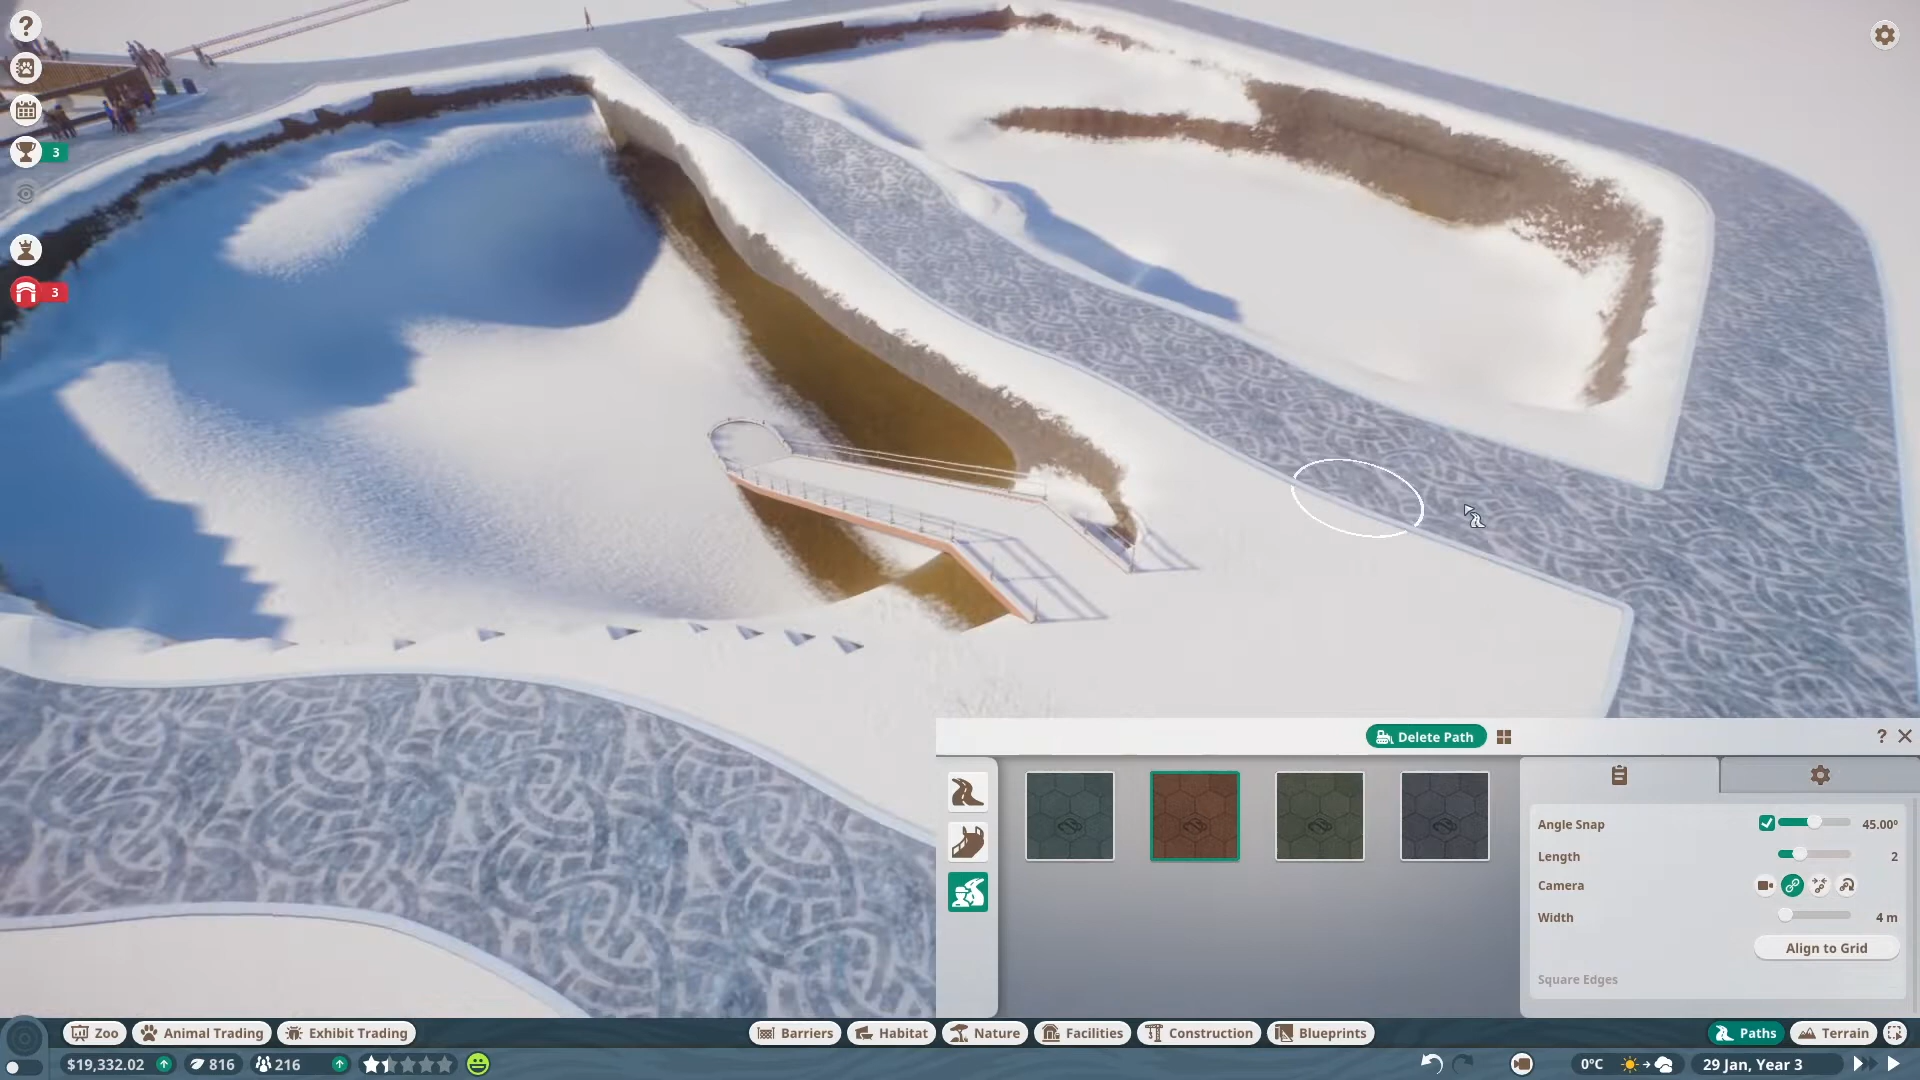 ?
3
3
Delete Path
?
Angle Snap 45.00°
Length 2
Camera
Width 4 m
Align to Grid
Square Edges
Zoo Animal Trading Exhibit Trading Barriers Habitat Nature Facilities Construction Blueprints Paths Terrain
$19,332.02 816 216 0°C 29 Jan, Year 3